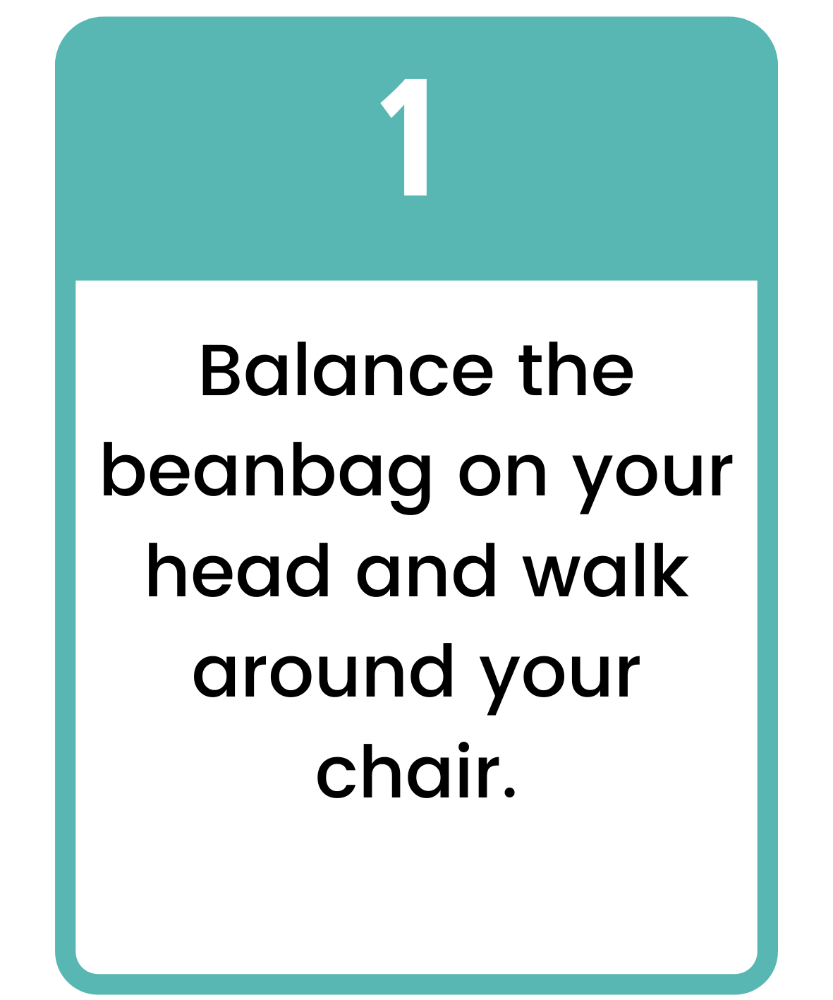 1
Balance the
beanbag on your
head and walk
around your
chair.